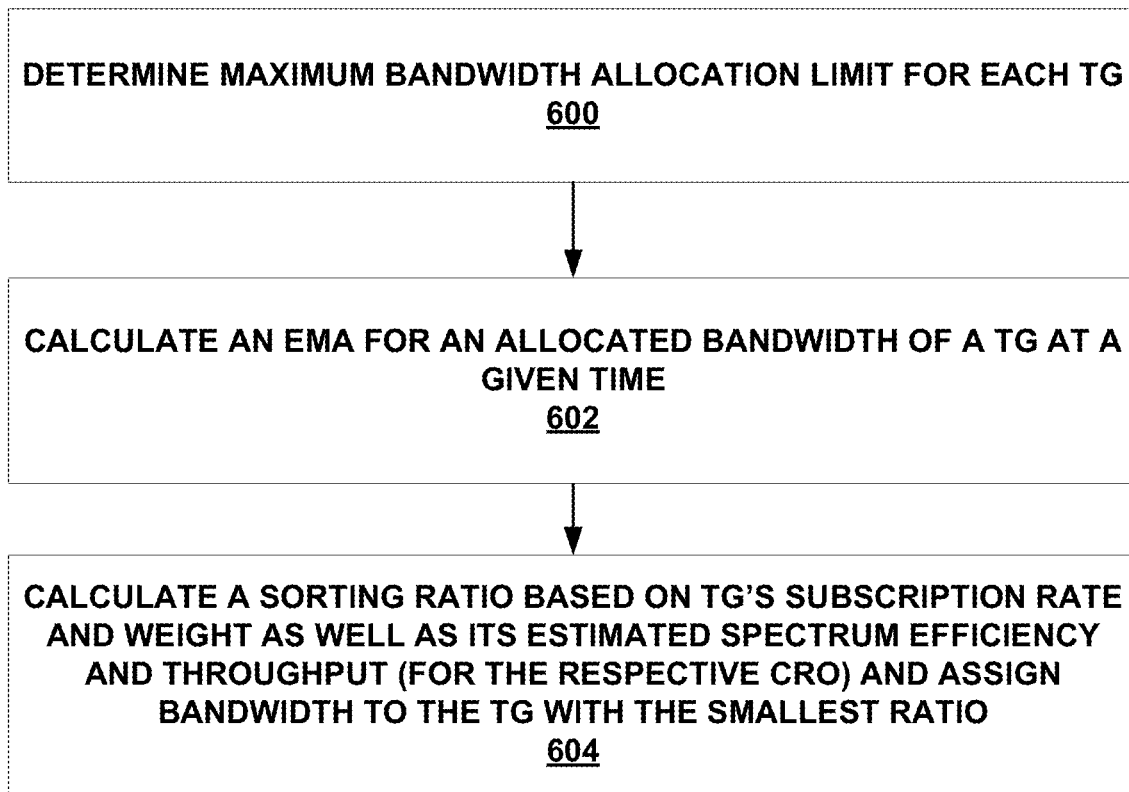 DETERMINE MAXIMUM BANDWIDTH ALLOCATION LIMIT FOR EACH TG
600
CALCULATE AN EMA FOR AN ALLOCATED BANDWIDTH OF A TG AT A
GIVEN TIME
602
CALCULATE A SORTING RATIO BASED ON TG'S SUBSCRIPTION RATE
AND WEIGHT AS WELL AS ITS ESTIMATED SPECTRUM EFFICIENCY
AND THROUGHPUT (FOR THE RESPECTIVE CRO) AND ASSIGN
BANDWIDTH TO THE TG WITH THE SMALLEST RATIO
604